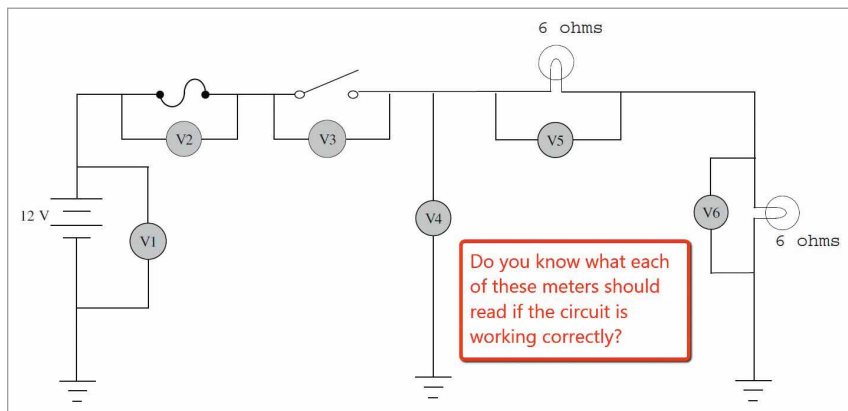 6 ohms
V2
V3
V5
12 V
V1
V4
V6
6 ohms
Do you know what each
of these meters should
read if the circuit is
working correctly?